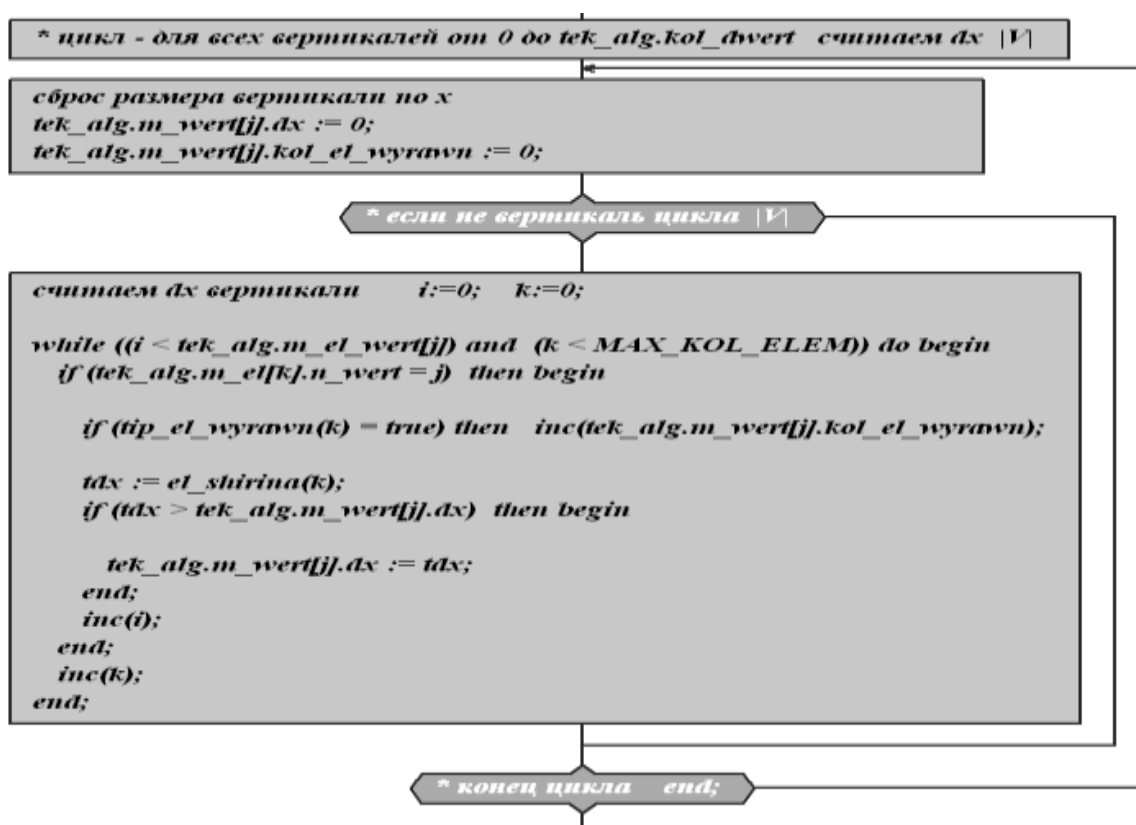 * цикл - для всех вертикалей от 0 до tek_alg.kol_dwert считаем dx |V|
сброс размера вертикали по x
tek_alg.m_wert[j].dx := 0;
tek_alg.m_wert[j].kol_el_wyrawn := 0;
* если не вертикаль цикла |V|
считаем dx вертикали i:=0; k:=0;
while ((i < tek_alg.m_el_wert[j]) and (k < MAX_KOL_ELEM)) do begin
if (tek_alg.m_el[k].n_wert = j) then begin
if (tip_el_wyrawn(k) = true) then inc(tek_alg.m_wert[j].kol_el_wyrawn);
tdx := el_shirina(k);
if (tdx > tek_alg.m_wert[j].dx) then begin
tek_alg.m_wert[j].dx := tdx;
end;
inc(i);
end;
inc(k);
end;
* конец цикла end;